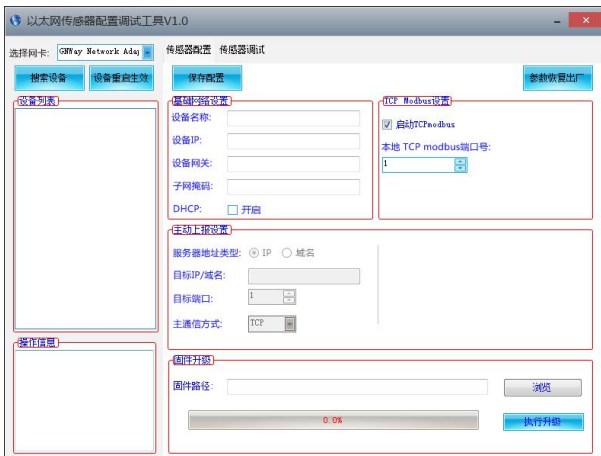 以太网传感器配置调试工具V1.0
选择网卡: GNWay Network Adap
传感器配置 传感器调试
搜索设备 设备重启生效 保存配置 参数恢复出厂
设备列表
基础网络设置
设备名称:
设备IP:
设备网关:
子网掩码:
DHCP: 开启
TCP Modbus设置
启动TCPmodbus
本地 TCP modbus端口号:
1
主动上报设置
服务器地址类型: IP 域名
目标IP/域名:
目标端口: 1
主通信方式: TCP
操作信息
固件升级
固件路径: 浏览
0.0% 执行升级